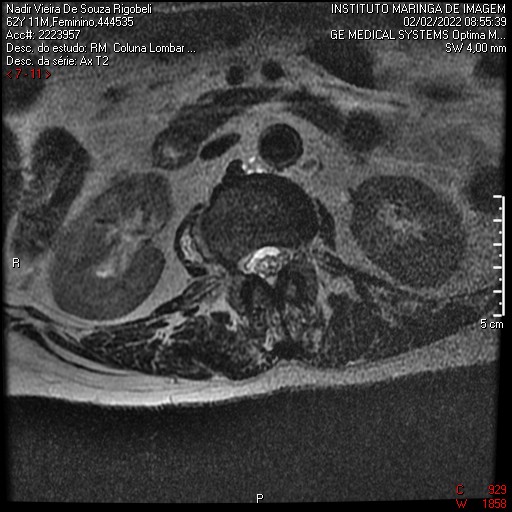 Nadir Vieira De Souza Rigobeli
62Y 11M,Feminino,444535
Acc#: 2223957
Desc. do estudo: RM  Coluna Lombar ...
Desc. da série: Ax T2
< 7 - 11 >
INSTITUTO MARINGA DE IMAGEM
02/02/2022 08:55:39
GE MEDICAL SYSTEMS Optima M...
SW 4,00 mm
R
5 cm
P
C 929
W 1858